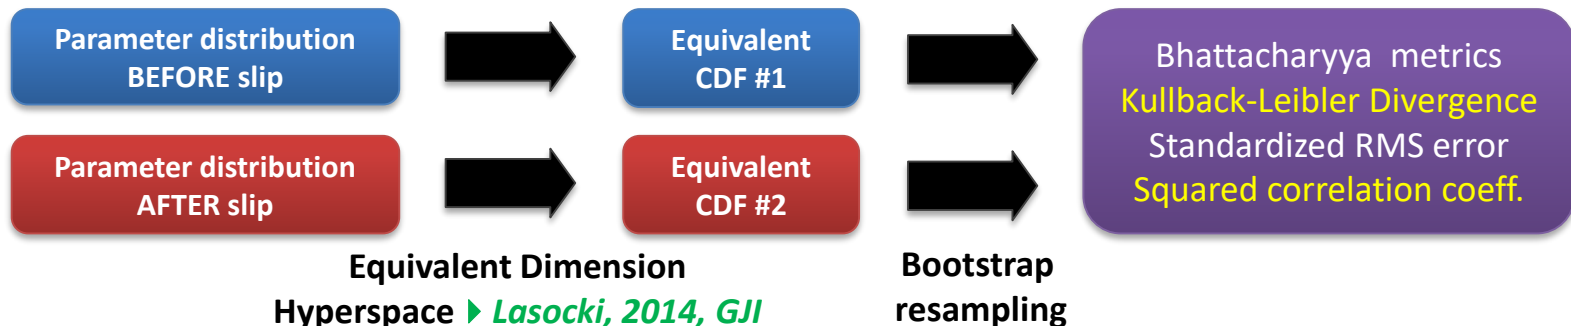 Parameter distribution
BEFORE slip
Equivalent
CDF #1
Bhattacharyya metrics
Kullback-Leibler Divergence
Standardized RMS error
Squared correlation coeff.
Parameter distribution
AFTER slip
Equivalent
CDF #2
Equivalent Dimension
Hyperspace Lasocki, 2014, GJI
Bootstrap
resampling